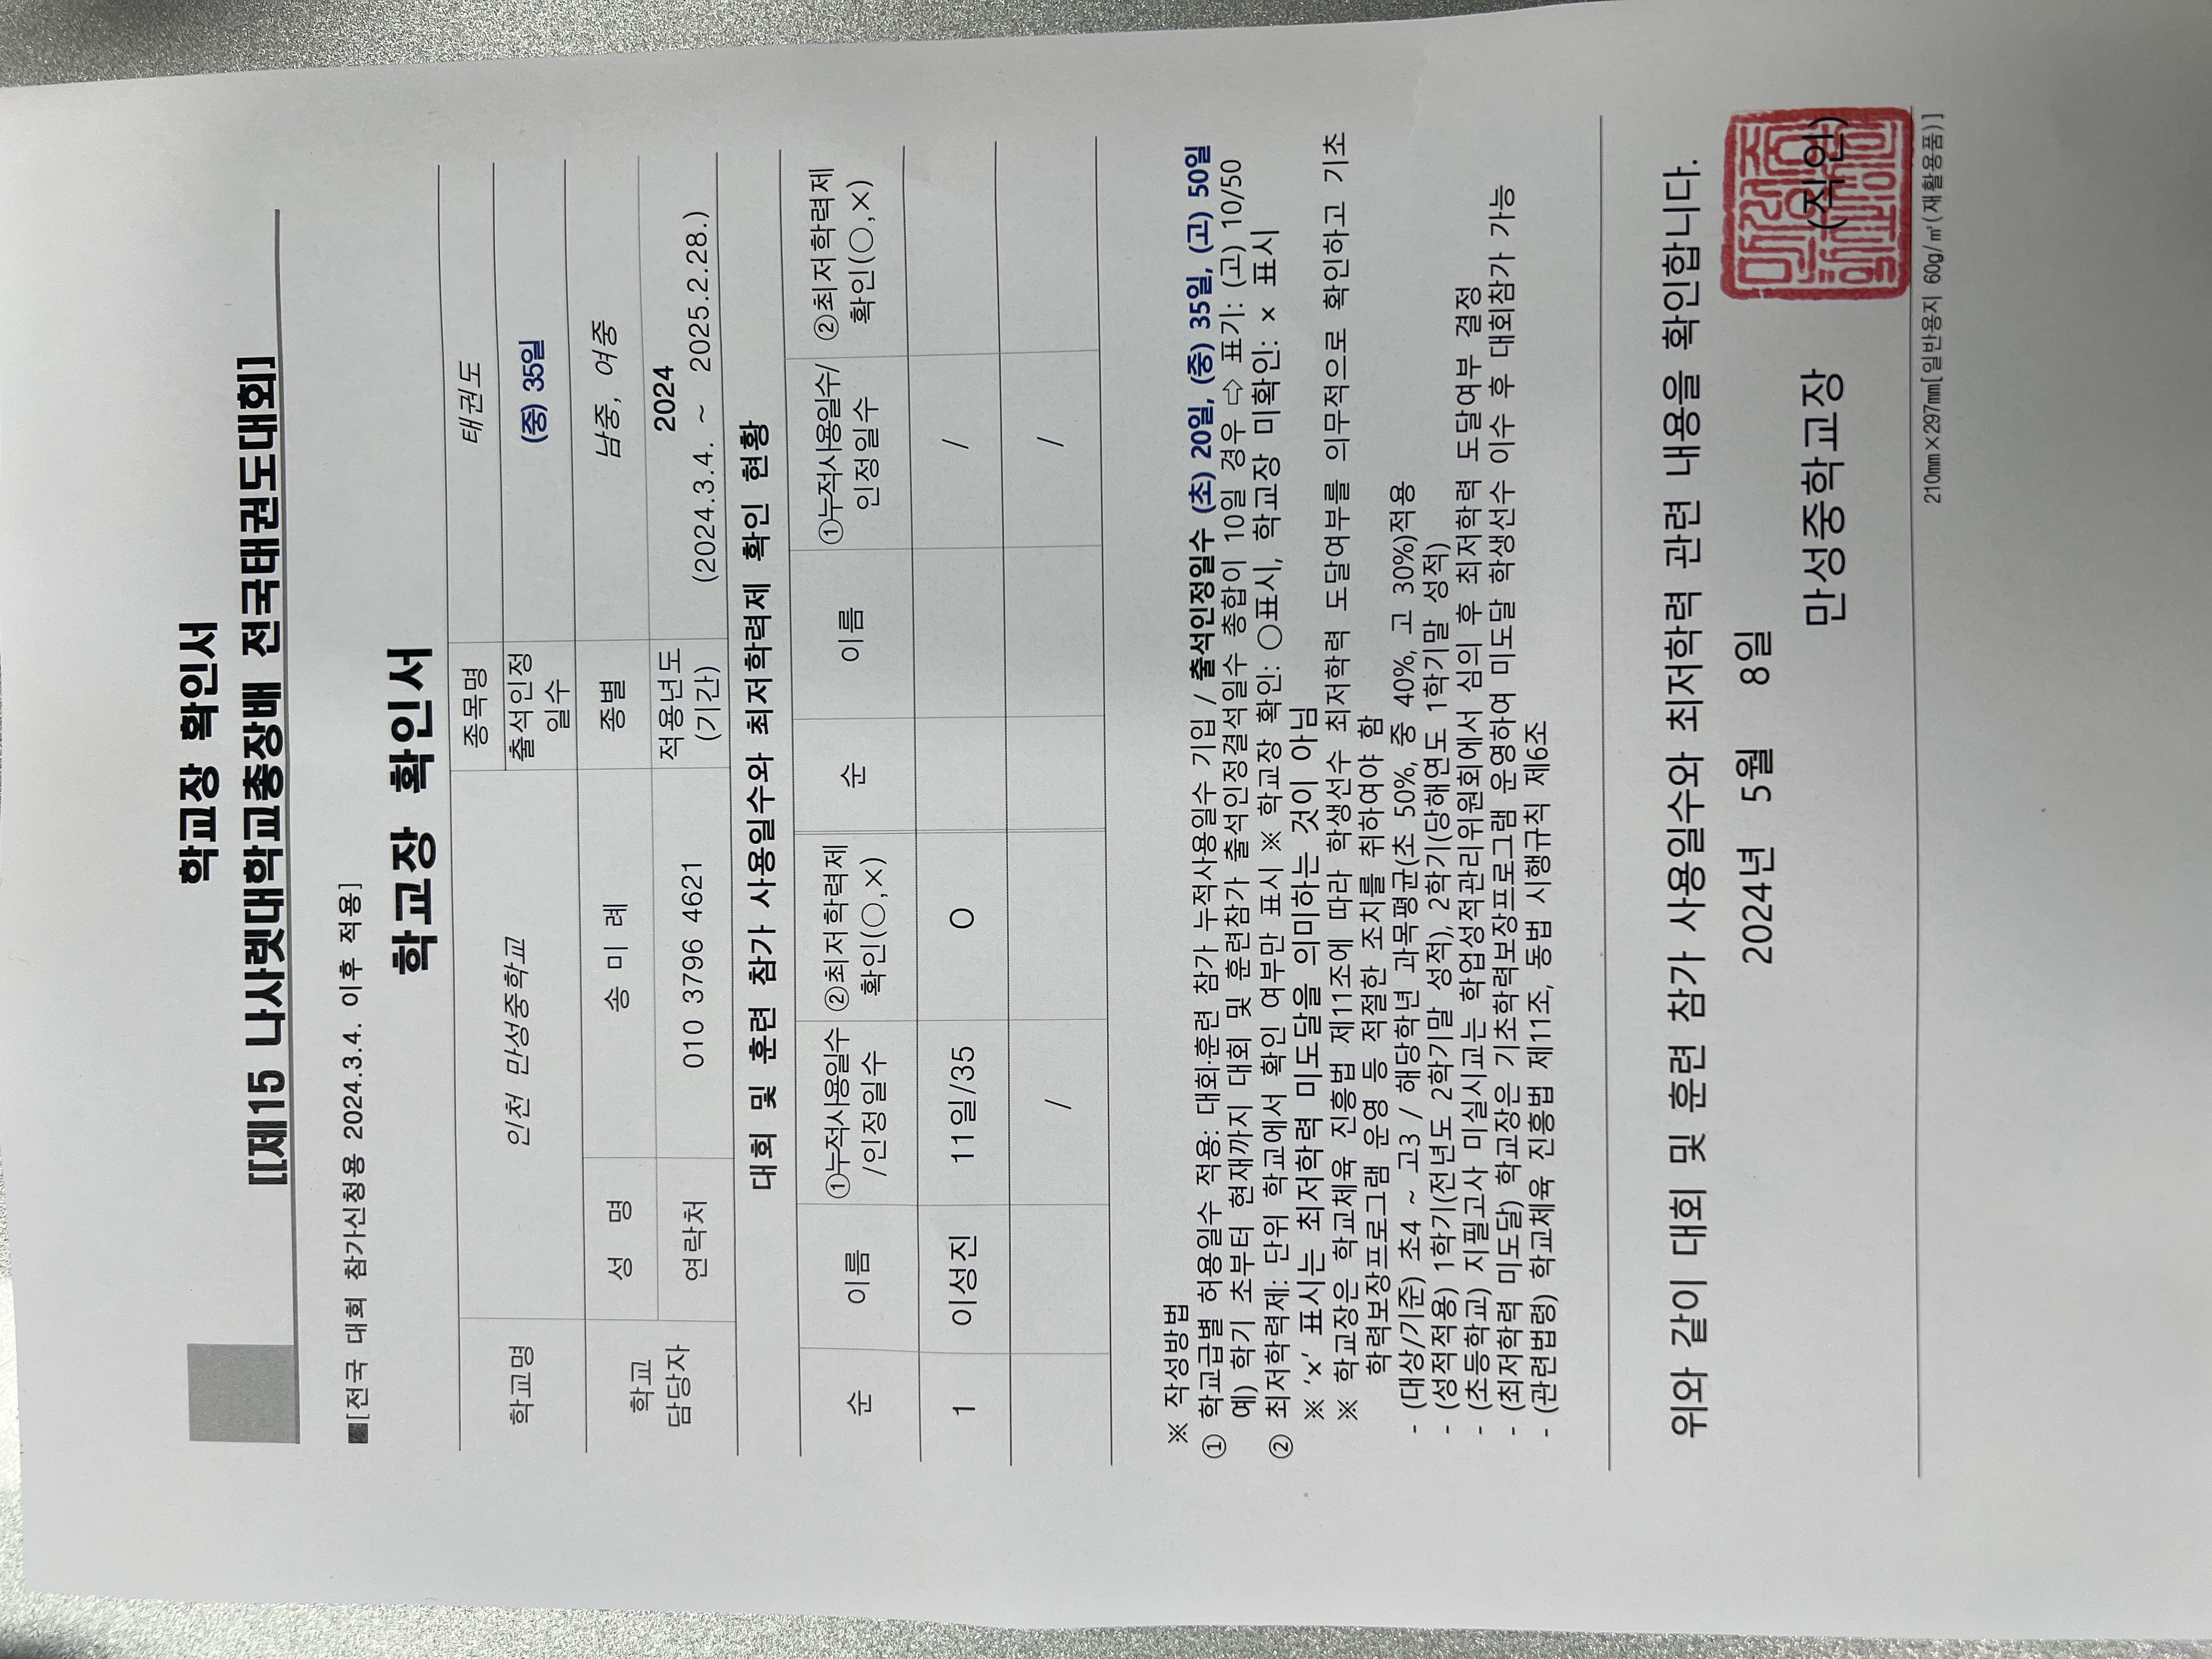 학교장 확인서
[[제15 나사렛대학교총장배 전국태권도대회]
■[전국 대회 참가신청용 2024.3.4. 이후 적용]
학교장 확인서
학교명 인천 만성중학교 종목명 태권도
출석인정 일수 (중) 35일
학교 담당자 성 명 송 미 례 종별 남중, 여중
연락처 010 3796 4621 적용년도 (기간) 2024 (2024.3.4. ~ 2025.2.28.)
대회 및 훈련 참가 사용일수와 최저학력제 확인 현황
순 이름 ①누적사용일수 /인정일수 ②최저학력제 확인(○,×) 순 이름 ①누적사용일수/ 인정일수 ②최저학력제 확인(○,×)
1 이성진 11일/35 O /
/ /
※ 작성방법
① 학교급별 허용일수 적용: 대회·훈련 참가 누적사용일수 기입 / 출석인정일수 (초) 20일, (중) 35일, (고) 50일
예) 학기 초부터 현재까지 대회 및 훈련참가 출석인정결석일수 총합이 10일 경우 ⇨ 표기: (고) 10/50
② 최저학력제: 단위 학교에서 확인 여부만 표시 ※ 학교장 확인: ○표시, 학교장 미확인: × 표시
※ '×' 표시는 최저학력 미도달을 의미하는 것이 아님
※ 학교장은 학교체육 진흥법 제11조에 따라 학생선수 최저학력 도달여부를 의무적으로 확인하고 기초
학력보장프로그램 운영 등 적절한 조치를 취하여야 함
- (대상/기준) 초4 ~ 고3 / 해당학년 과목평균(초 50%, 중 40%, 고 30%)적용
- (성적적용) 1학기(전년도 2학기말 성적), 2학기(당해연도 1학기말 성적)
- (초등학교) 지필고사 미실시교는 학업성적관리위원회에서 심의 후 최저학력 도달여부 결정
- (최저학력 미도달) 학교장은 기초학력보장프로그램 운영하여 미도달 학생선수 이수 후 대회참가 가능
- (관련법령) 학교체육 진흥법 제11조, 동법 시행규칙 제6조
위와 같이 대회 및 훈련 참가 사용일수와 최저학력 관련 내용을 확인합니다.
2024년 5월 8일
만성중학교장 (직인)
210mm×297mm[일반용지 60g/㎡(재활용품)]